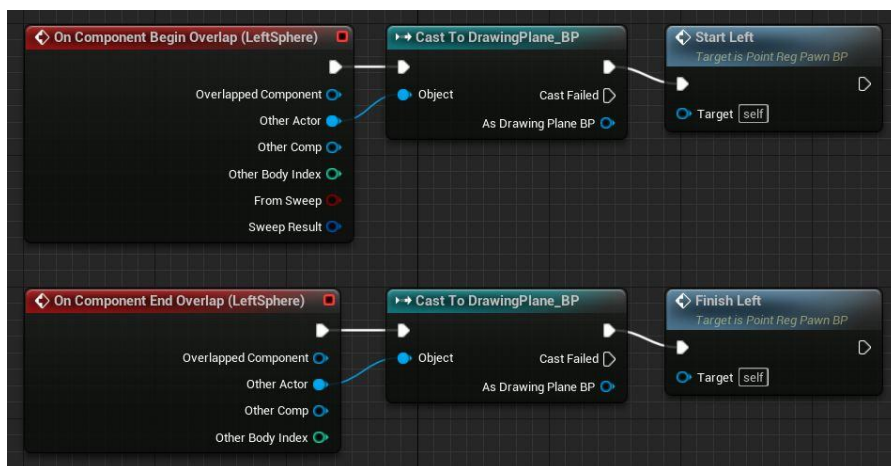 On Component Begin Overlap (LeftSphere)
Overlapped Component
Other Actor
Other Comp
Other Body Index
From Sweep
Sweep Result
Cast To DrawingPlane_BP
Object
Cast Failed
As Drawing Plane BP
Start Left
Target is Point Reg Pawn BP
Target self
On Component End Overlap (LeftSphere)
Overlapped Component
Other Actor
Other Comp
Other Body Index
Cast To DrawingPlane_BP
Object
Cast Failed
As Drawing Plane BP
Finish Left
Target is Point Reg Pawn BP
Target self